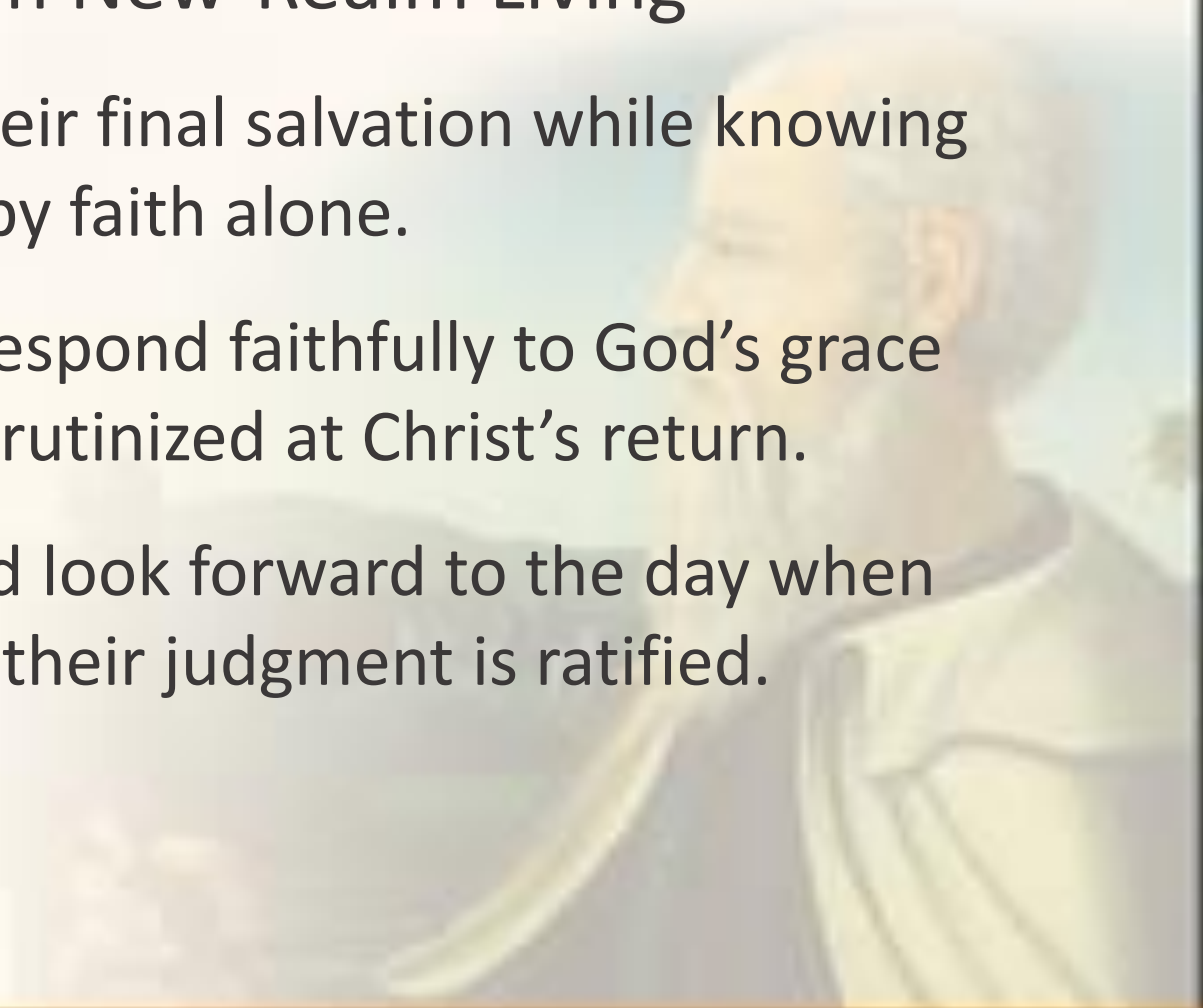 New-Realm Living
eir final salvation while knowing
by faith alone.
espond faithfully to God’s grace
rutinized at Christ’s return.
d look forward to the day when
their judgment is ratified.